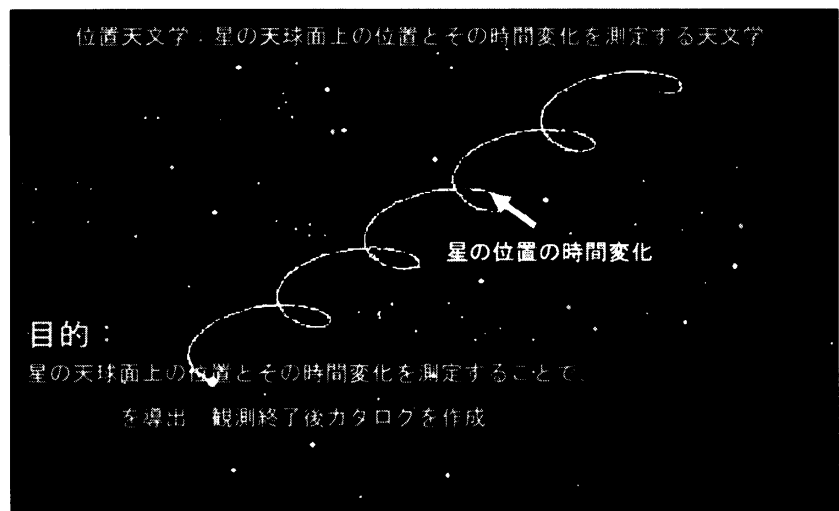 位置天文学：星の天球面上の位置とその時間変化を測定する天文学
星の位置の時間変化
目的：
星の天球面上の位置とその時間変化を測定することで、
を導出 観測終了後カタログを作成